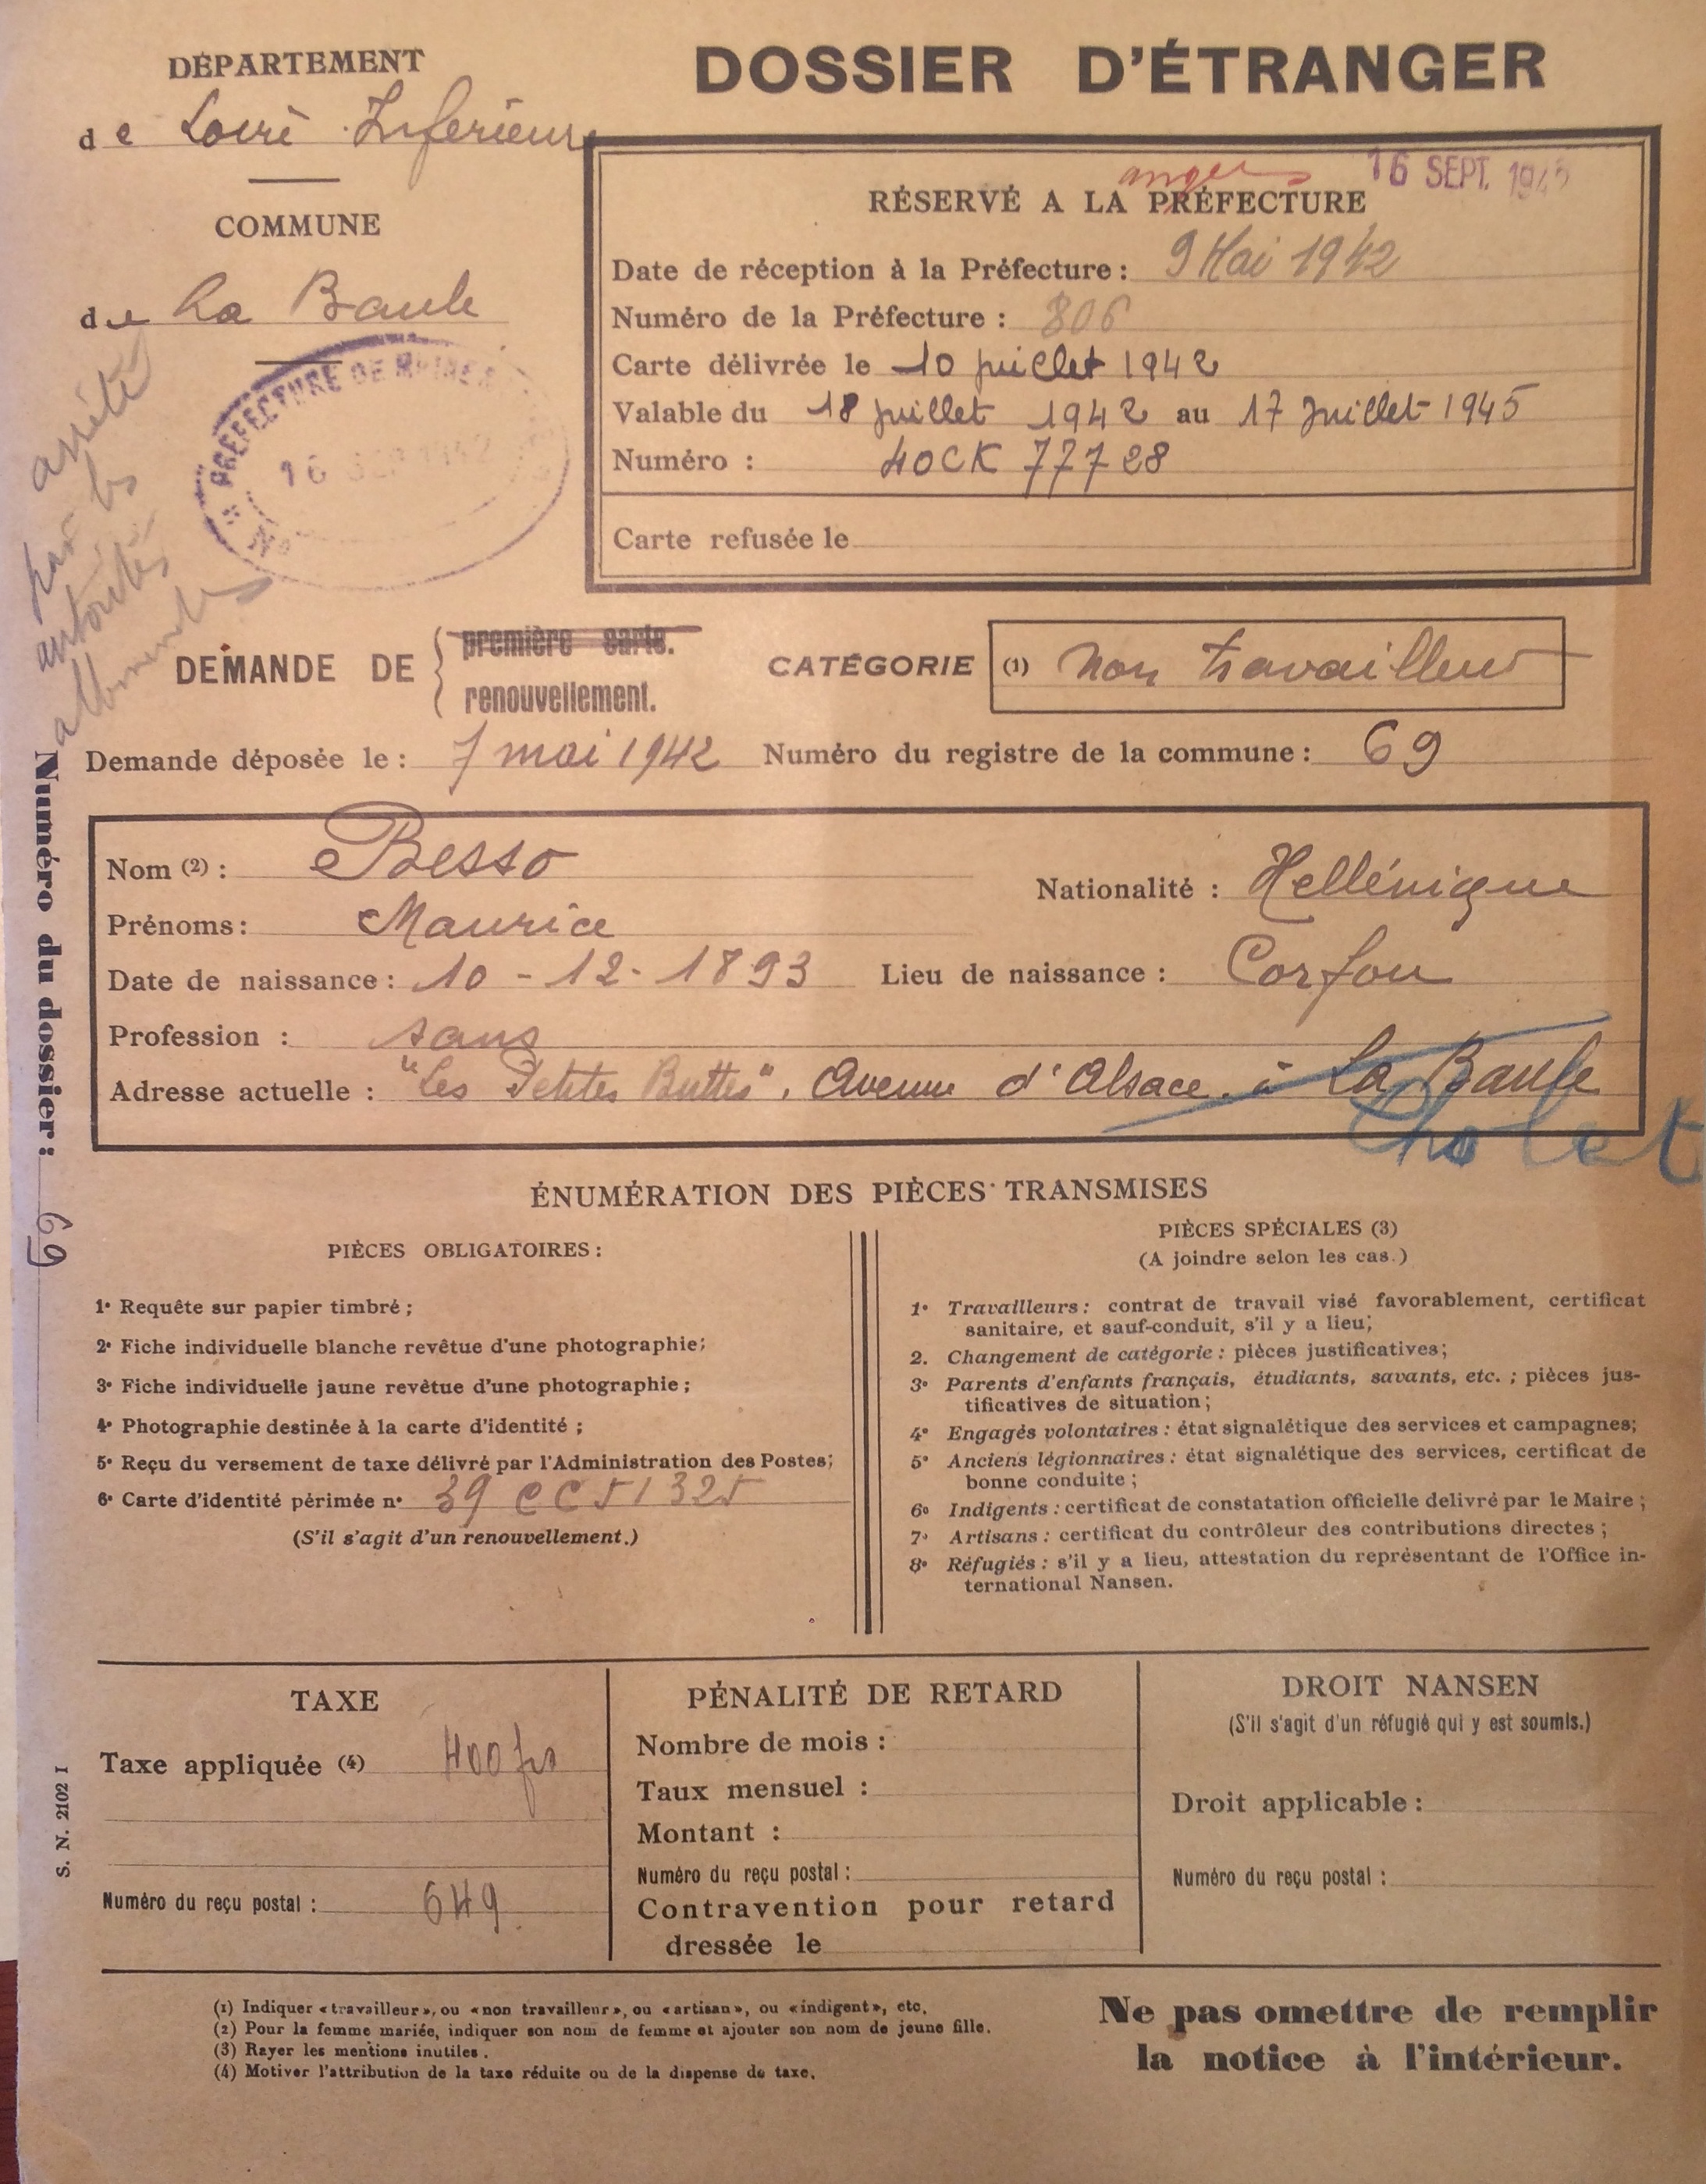 DÉPARTEMENT
de Loire Inferieure
COMMUNE
de La Baule
PRÉFECTURE DE
16
arrêté
par les
autorités
allemandes
DOSSIER D'ÉTRANGER
angers
16 SEPT. 194
RÉSERVÉ A LA PRÉFECTURE
Date de réception à la Préfecture : 9 Mai 1942
Numéro de la Préfecture : 806
Carte délivrée le 10 juillet 1942
Valable du 18 juillet 1942 au 17 Juillet 1945
Numéro : 40CK 77728
Carte refusée le
DEMANDE DE { première carte.
renouvellement.
CATÉGORIE (1) Non travailleur
Demande déposée le : 7 mai 1942 Numéro du registre de la commune : 69
Numéro du dossier : 69
Nom (2) : Besso
Nationalité : Hellénique
Prénoms : Maurice
Date de naissance : 10 - 12 - 1893 Lieu de naissance : Corfou
Profession : sans
Adresse actuelle : "Les Petites Buttes", Avenue d'Alsace. à La Baule
Cholet
ÉNUMÉRATION DES PIÈCES TRANSMISES
PIÈCES OBLIGATOIRES :
1° Requête sur papier timbré ;
2° Fiche individuelle blanche revêtue d'une photographie ;
3° Fiche individuelle jaune revêtue d'une photographie ;
4° Photographie destinée à la carte d'identité ;
5° Reçu du versement de taxe délivré par l'Administration des Postes ;
6° Carte d'identité périmée n° 39 CC 51325
(S'il s'agit d'un renouvellement.)
PIÈCES SPÉCIALES (3)
(A joindre selon les cas.)
1° Travailleurs : contrat de travail visé favorablement, certificat
sanitaire, et sauf-conduit, s'il y a lieu ;
2. Changement de catégorie : pièces justificatives ;
3° Parents d'enfants français, étudiants, savants, etc. ; pièces jus-
tificatives de situation ;
4° Engagés volontaires : état signalétique des services et campagnes ;
5° Anciens légionnaires : état signalétique des services, certificat de
bonne conduite ;
6° Indigents : certificat de constatation officielle delivré par le Maire ;
7° Artisans : certificat du contrôleur des contributions directes ;
8° Réfugiés : s'il y a lieu, attestation du représentant de l'Office in-
ternational Nansen.
TAXE
Taxe appliquée (4) 400 frs
Numéro du reçu postal : 649
PÉNALITÉ DE RETARD
Nombre de mois :
Taux mensuel :
Montant :
Numéro du reçu postal :
Contravention pour retard
dressée le
DROIT NANSEN
(S'il s'agit d'un réfugié qui y est soumis.)
Droit applicable :
Numéro du reçu postal :
S. N. 2102 I
(1) Indiquer «travailleur», ou «non travailleur», ou «artisan», ou «indigent», etc.
(2) Pour la femme mariée, indiquer son nom de femme et ajouter son nom de jeune fille.
(3) Rayer les mentions inutiles.
(4) Motiver l'attribution de la taxe réduite ou de la dispense de taxe.
Ne pas omettre de remplir
la notice à l'intérieur.